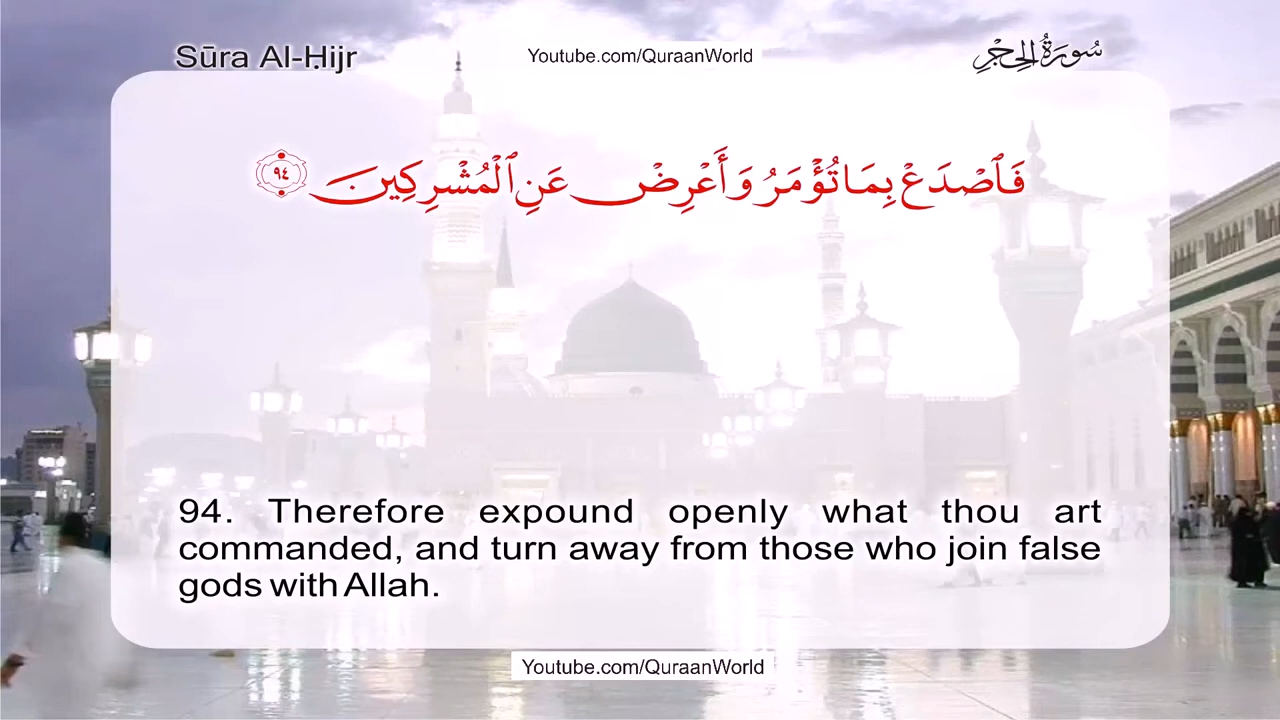 Sūra Al-Ḥijr
Youtube.com/QuraanWorld
سُورَةُ الحِجْرِ
فَٱصْدَعْ بِمَا تُؤْمَرُ وَأَعْرِضْ عَنِ ٱلْمُشْرِكِينَ ٩٤
94. Therefore expound openly what thou art
commanded, and turn away from those who join false
gods with Allah.
Youtube.com/QuraanWorld